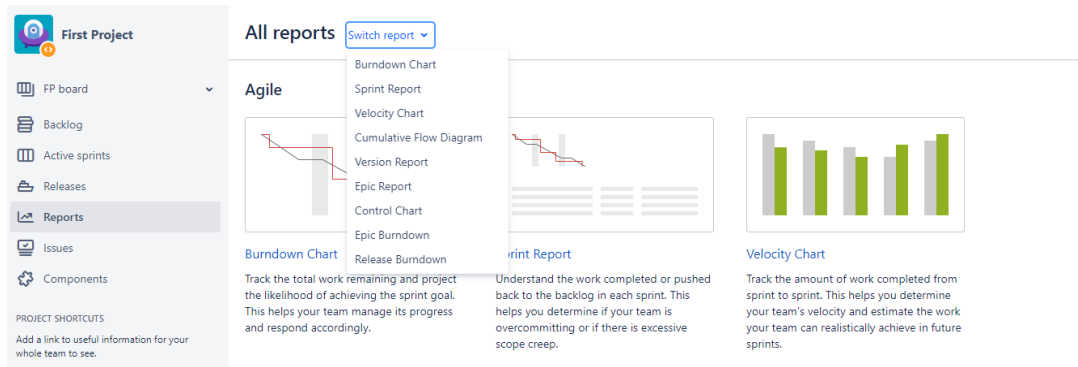 First Project
FP board
Backlog
Active sprints
Releases
Reports
Issues
Components
PROJECT SHORTCUTS
Add a link to useful information for your
whole team to see.
All reports
Switch report
Burndown Chart
Sprint Report
Velocity Chart
Cumulative Flow Diagram
Version Report
Epic Report
Control Chart
Epic Burndown
Release Burndown
Agile
Burndown Chart
Track the total work remaining and project
the likelihood of achieving the sprint goal.
This helps your team manage its progress
and respond accordingly.
Report
Understand the work completed or pushed
back to the backlog in each sprint. This
helps you determine if your team is
overcommitting or if there is excessive
scope creep.
Velocity Chart
Track the amount of work completed from
sprint to sprint. This helps you determine
your team's velocity and estimate the work
your team can realistically achieve in future
sprints.